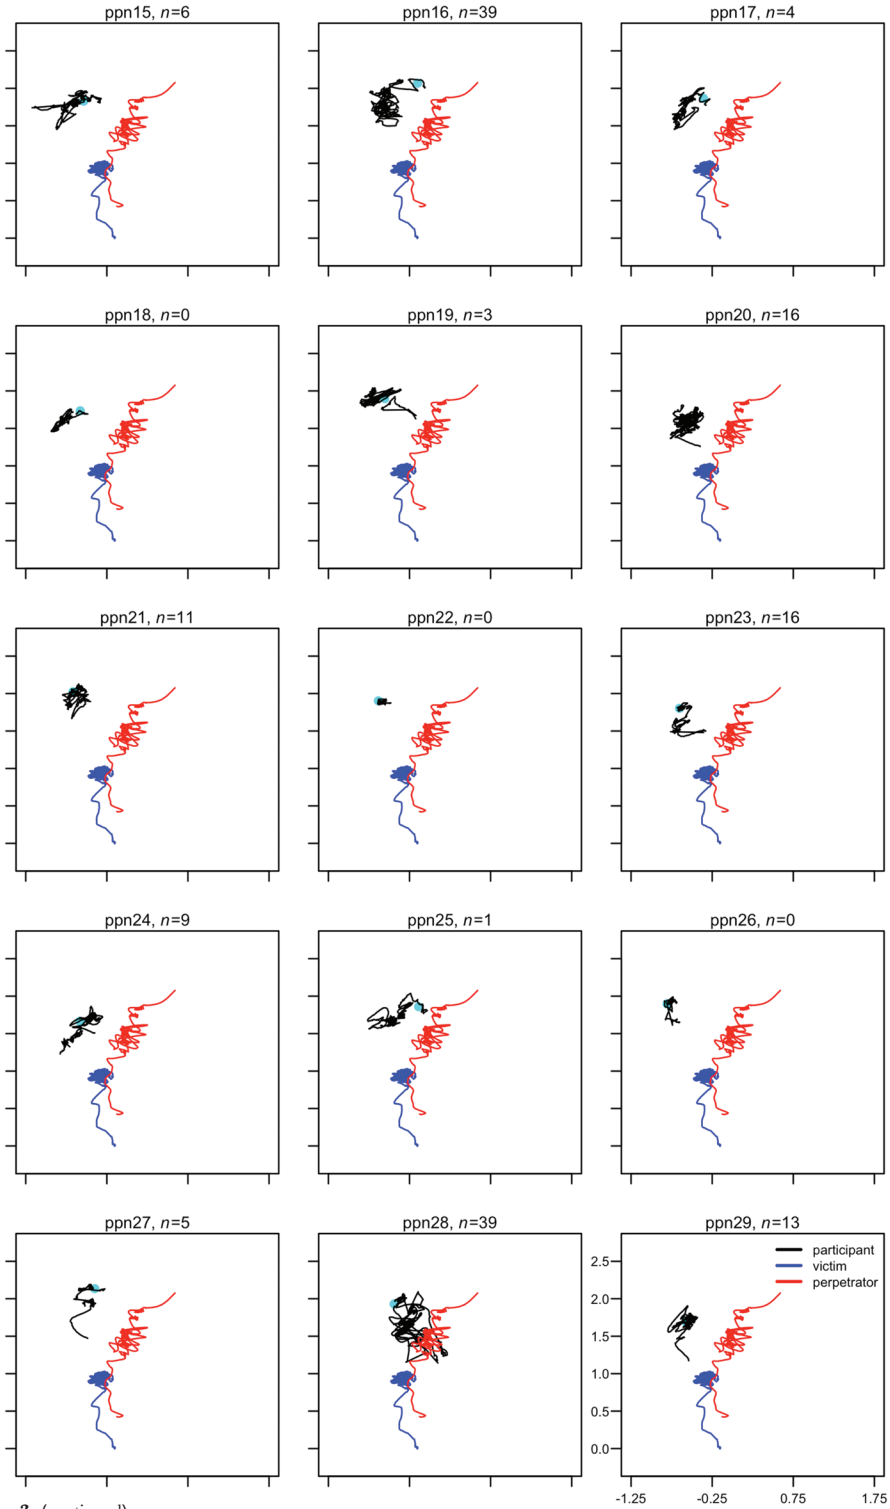 ppn15, n=6
ppn16, n=39
ppn17, n=4
ppn18, n=0
ppn19, n=3
ppn20, n=16
ppn21, n=11
ppn22, n=0
ppn23, n=16
ppn24, n=9
ppn25, n=1
ppn26, n=0
ppn27, n=5
ppn28, n=39
ppn29, n=13
participant
victim
perpetrator
2.5
2.0
1.5
1.0
0.5
0.0
-1.25 -0.25 0.75 1.75